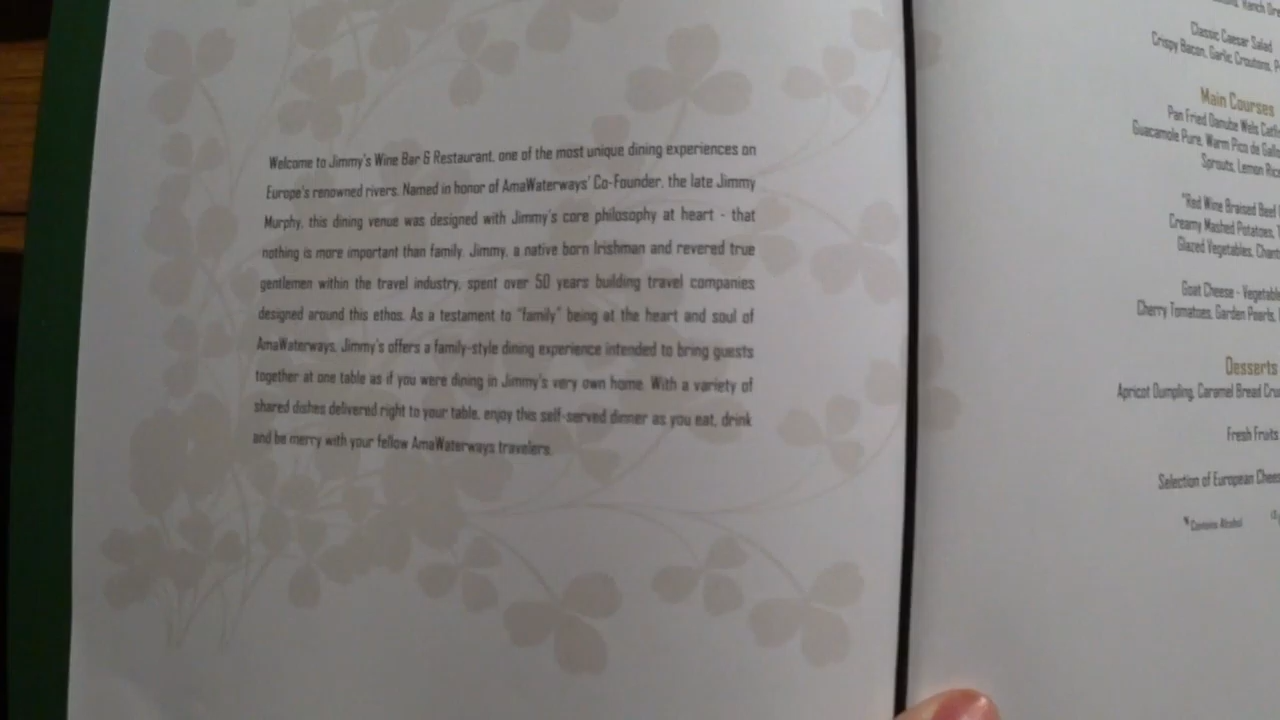 Welcome to Jimmy's Wine Bar & Restaurant, one of the most unique dining experiences on
Europe's renowned rivers. Named in honor of AmaWaterways' Co-Founder, the late Jimmy
Murphy, this dining venue was designed with Jimmy's core philosophy at heart - that
nothing is more important than family. Jimmy, a native born Irishman and revered true
gentlemen within the travel industry, spent over 50 years building travel companies
designed around this ethos. As a testament to "family" being at the heart and soul of
AmaWaterways, Jimmy's offers a family-style dining experience intended to bring guests
together at one table as if you were dining in Jimmy's very own home. With a variety of
shared dishes delivered right to your table, enjoy this self-served dinner as you eat, drink
and be merry with your fellow AmaWaterways travelers.
Ranch
Classic Caesar Salad
Crispy Bacon, Garlic Croutons,
Main Courses
Pan Fried Danube Wels
Guacamole Pure, Warm Pico de Gallo
Sprouts, Lemon Rice
*Red Wine Braised Beef
Creamy Mashed Potatoes,
Glazed Vegetables,
Goat Cheese - Vegetable
Cherry Tomatoes, Garden Pearls,
Desserts
Apricot Dumpling, Caramel Bread
Fresh Fruits
Selection of European
* Contains Alcohol